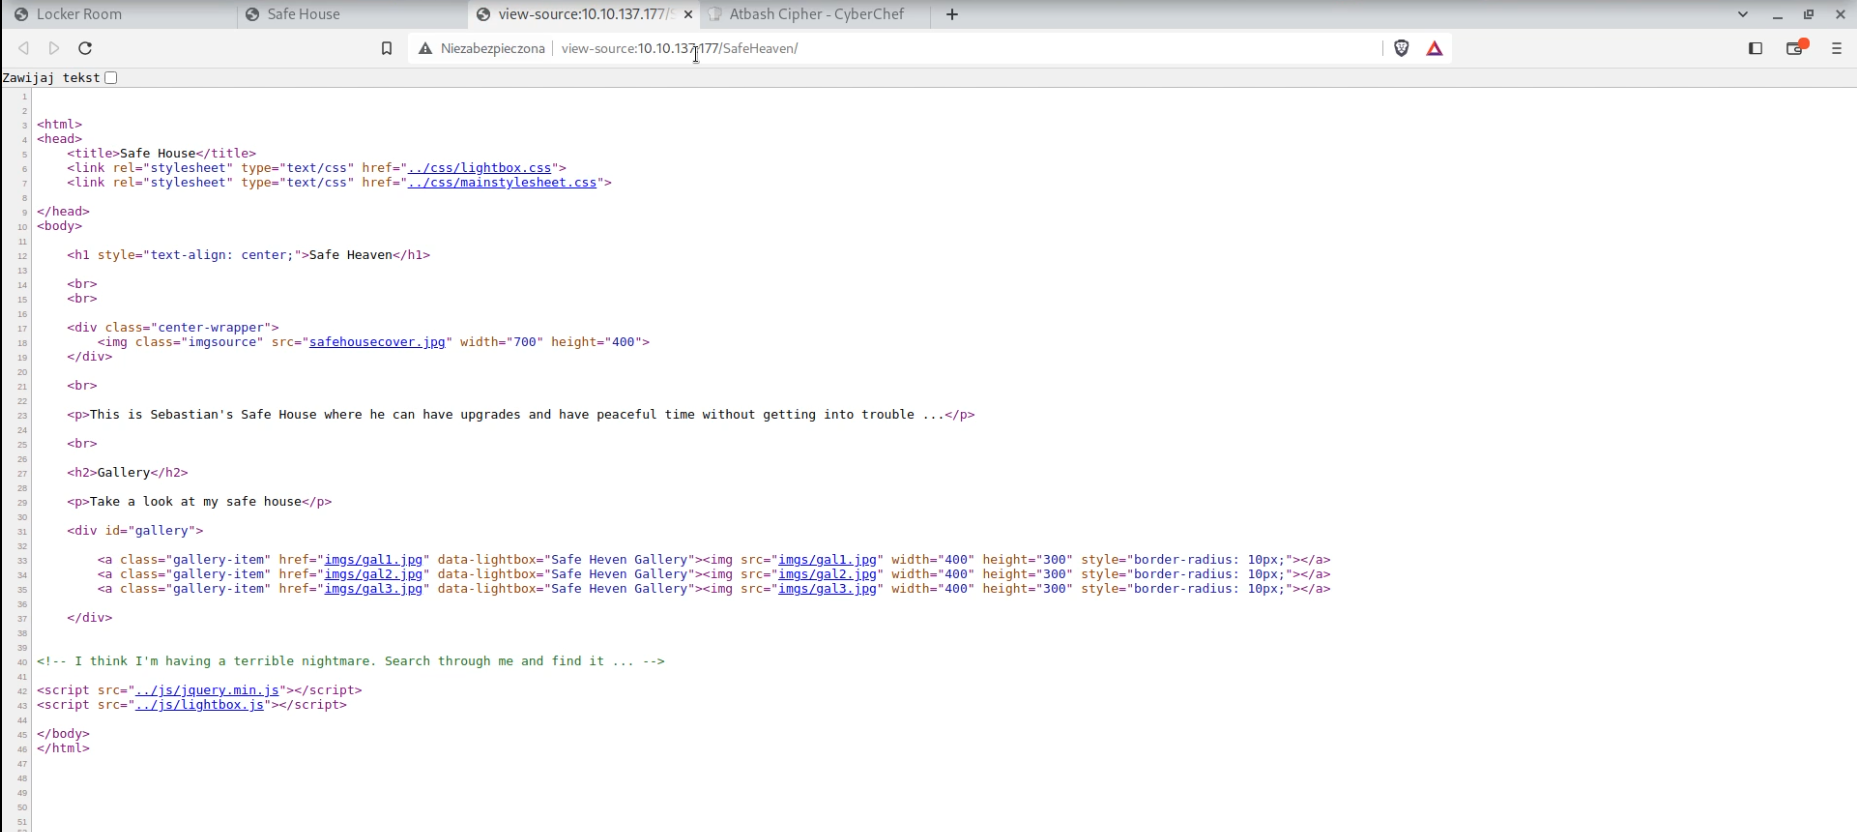 Locker Room
Safe House
view-source:10.10.137.177/S
Atbash Cipher - CyberChef
Niezabezpieczona
view-source:10.10.137.177/SafeHeaven/
Zawijaj tekst
1
2
3 <html>
4 <head>
5 <title>Safe House</title>
6 <link rel="stylesheet" type="text/css" href="../css/lightbox.css">
7 <link rel="stylesheet" type="text/css" href="../css/mainstylesheet.css">
8
9 </head>
10 <body>
11
12 <h1 style="text-align: center;">Safe Heaven</h1>
13
14 <br>
15 <br>
16
17 <div class="center-wrapper">
18 <img class="imgsource" src="safehousecover.jpg" width="700" height="400">
19 </div>
20
21 <br>
22
23 <p>This is Sebastian's Safe House where he can have upgrades and have peaceful time without getting into trouble ...</p>
24
25 <br>
26
27 <h2>Gallery</h2>
28
29 <p>Take a look at my safe house</p>
30
31 <div id="gallery">
32
33 <a class="gallery-item" href="imgs/gal1.jpg" data-lightbox="Safe Heven Gallery"><img src="imgs/gal1.jpg" width="400" height="300" style="border-radius: 10px;"></a>
34 <a class="gallery-item" href="imgs/gal2.jpg" data-lightbox="Safe Heven Gallery"><img src="imgs/gal2.jpg" width="400" height="300" style="border-radius: 10px;"></a>
35 <a class="gallery-item" href="imgs/gal3.jpg" data-lightbox="Safe Heven Gallery"><img src="imgs/gal3.jpg" width="400" height="300" style="border-radius: 10px;"></a>
36
37 </div>
38
39
40 <!-- I think I'm having a terrible nightmare. Search through me and find it ... -->
41
42 <script src="../js/jquery.min.js"></script>
43 <script src="../js/lightbox.js"></script>
44
45 </body>
46 </html>
47
48
49
50
51